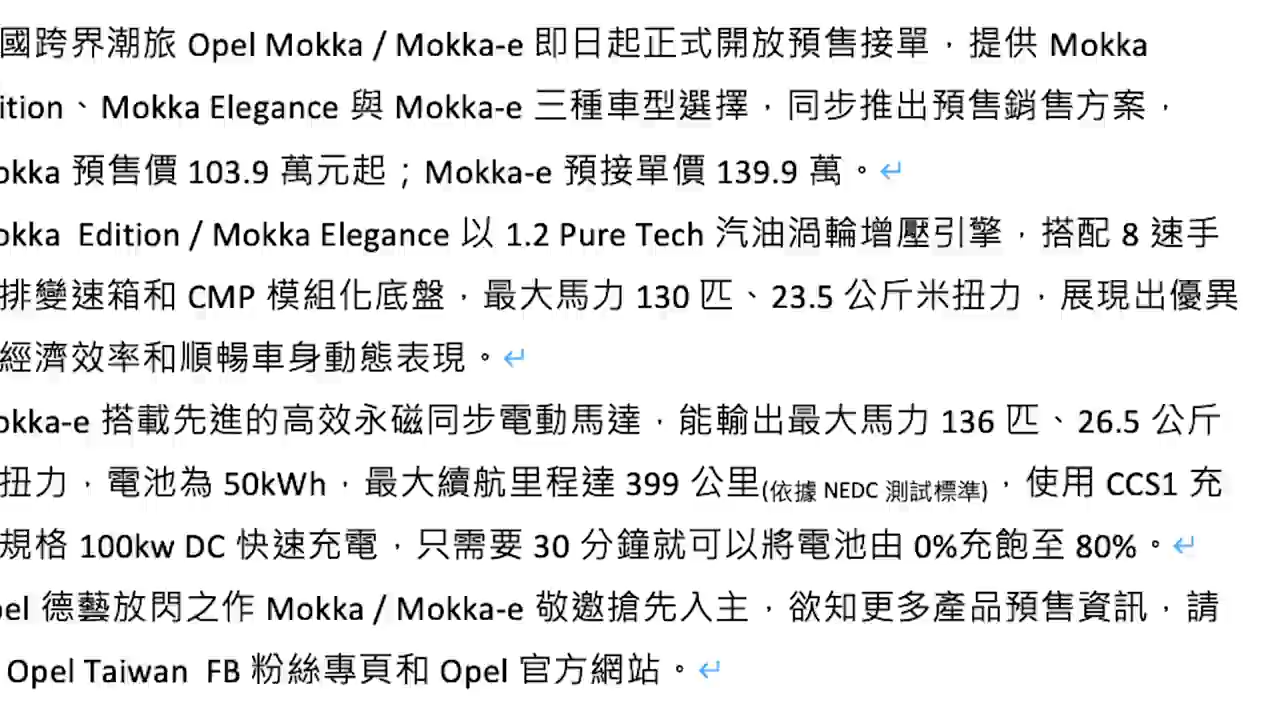 國跨界潮旅 Opel Mokka / Mokka-e 即日起正式開放預售接單，提供 Mokka
ition、Mokka Elegance 與 Mokka-e 三種車型選擇，同步推出預售銷售方案，
okka 預售價 103.9 萬元起；Mokka-e 預接單價 139.9 萬。↵
okka Edition / Mokka Elegance 以 1.2 Pure Tech 汽油渦輪增壓引擎，搭配 8 速手
排變速箱和 CMP 模組化底盤，最大馬力 130 匹、23.5 公斤米扭力，展現出優異
經濟效率和順暢車身動態表現。↵
okka-e 搭載先進的高效永磁同步電動馬達，能輸出最大馬力 136 匹、26.5 公斤
扭力，電池為 50kWh，最大續航里程達 399 公里(依據 NEDC 測試標準)，使用 CCS1 充
規格 100kw DC 快速充電，只需要 30 分鐘就可以將電池由 0%充飽至 80%。↵
pel 德藝放閃之作 Mokka / Mokka-e 敬邀搶先入主，欲知更多產品預售資訊，請
Opel Taiwan FB 粉絲專頁和 Opel 官方網站。↵